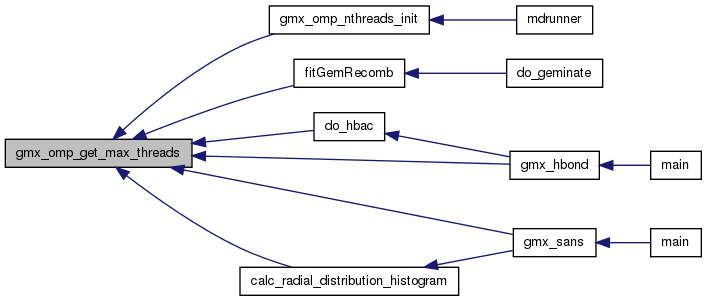 gmx_omp_nthreads_init
mdrunner
fitGemRecomb
do_geminate
do_hbac
gmx_omp_get_max_threads
gmx_hbond
main
gmx_sans
main
calc_radial_distribution_histogram